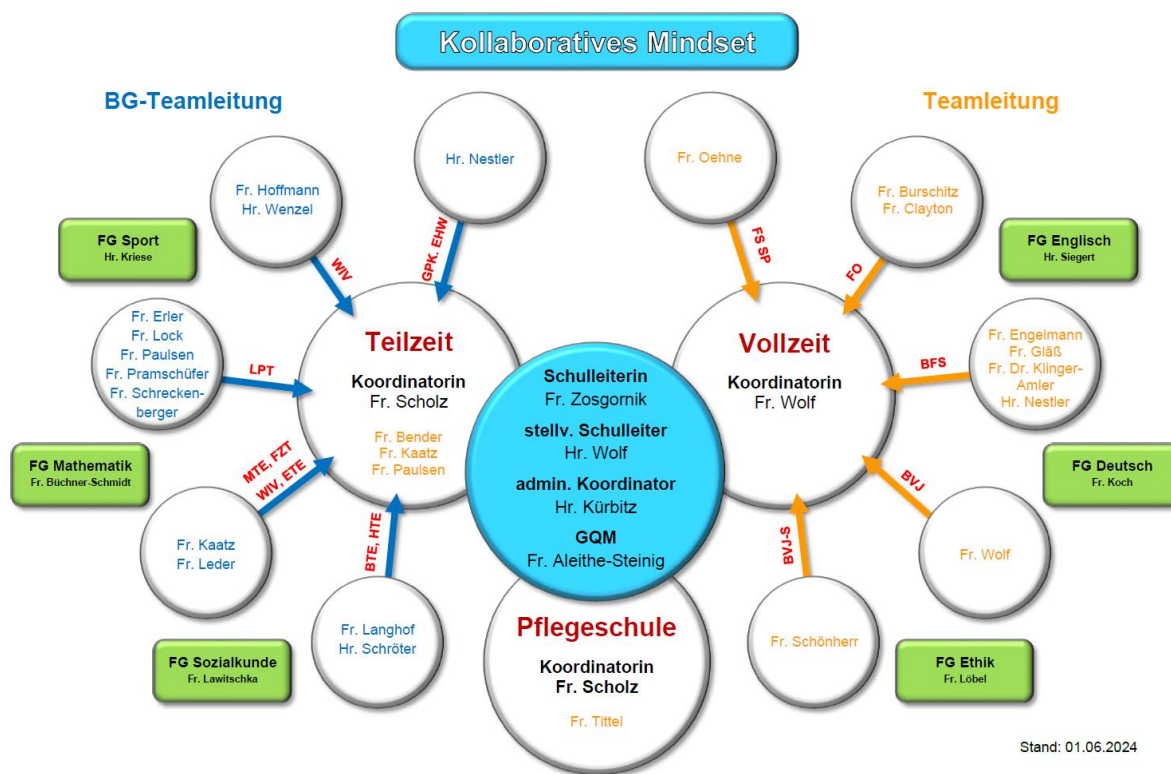 Kollaboratives Mindset
BG-Teamleitung
Teamleitung
Hr. Nestler
Fr. Oehne
Fr. Hoffmann
Hr. Wenzel
Fr. Burschitz
Fr. Clayton
FG Sport
Hr. Kriese
WIV
GPK. EHW
FS SP
FO
FG Englisch
Hr. Siegert
Fr. Erler
Fr. Lock
Fr. Paulsen
Fr. Pramschüfer
Fr. Schrecken-
berger
LPT
Teilzeit
Koordinatorin
Fr. Scholz
Fr. Bender
Fr. Kaatz
Fr. Paulsen
Schulleiterin
Fr. Zosgornik
stellv. Schulleiter
Hr. Wolf
admin. Koordinator
Hr. Kürbitz
GQM
Fr. Aleithe-Steinig
Vollzeit
Koordinatorin
Fr. Wolf
BFS
Fr. Engelmann
Fr. Gläß
Fr. Dr. Klinger-
Amler
Hr. Nestler
FG Mathematik
Fr. Büchner-Schmidt
MTE, FZT
WIV, ETE
Fr. Kaatz
Fr. Leder
BTE, HTE
BVJ-S
BVJ
FG Deutsch
Fr. Koch
Fr. Wolf
FG Sozialkunde
Fr. Lawitschka
Fr. Langhof
Hr. Schröter
Pflegeschule
Koordinatorin
Fr. Scholz
Fr. Tittel
Fr. Schönherr
FG Ethik
Fr. Löbel
Stand: 01.06.2024